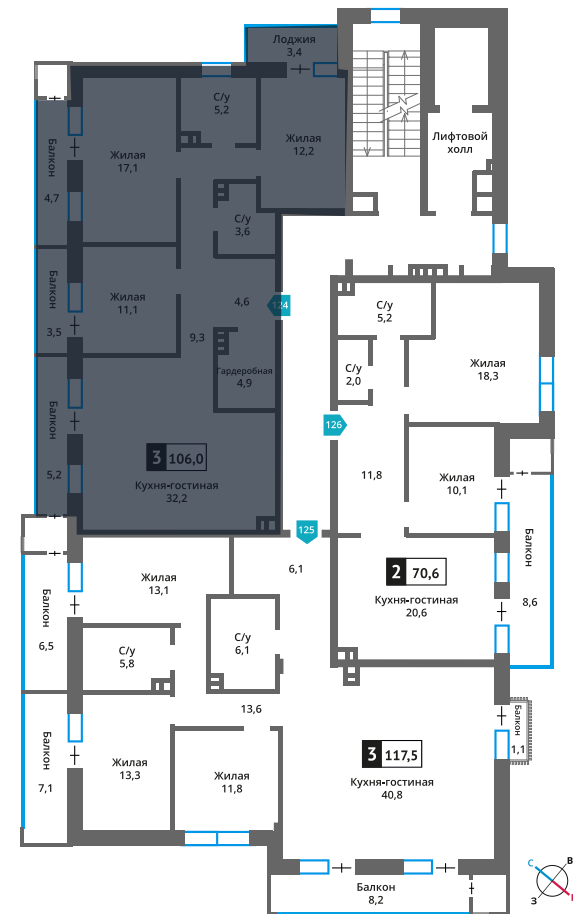 Лоджия
3,4
С/у
5,2
Жилая
12,2
Лифтовой
холл
Жилая
17,1
Балкон
4,7
С/у
3,6
Жилая
11,1
Балкон
3,5
4,6
124
9,3
Гардеробная
4,9
Балкон
5,2
3 106,0
Кухня-гостиная
32,2
С/у
5,2
С/у
2,0
Жилая
18,3
126
11,8
Жилая
10,1
125
6,1
2 70,6
Кухня-гостиная
20,6
Балкон
8,6
Жилая
13,1
Балкон
6,5
С/у
5,8
С/у
6,1
13,6
Балкон
7,1
Жилая
13,3
Жилая
11,8
3 117,5
Кухня-гостиная
40,8
Балкон
1,1
Балкон
8,2
С
В
З